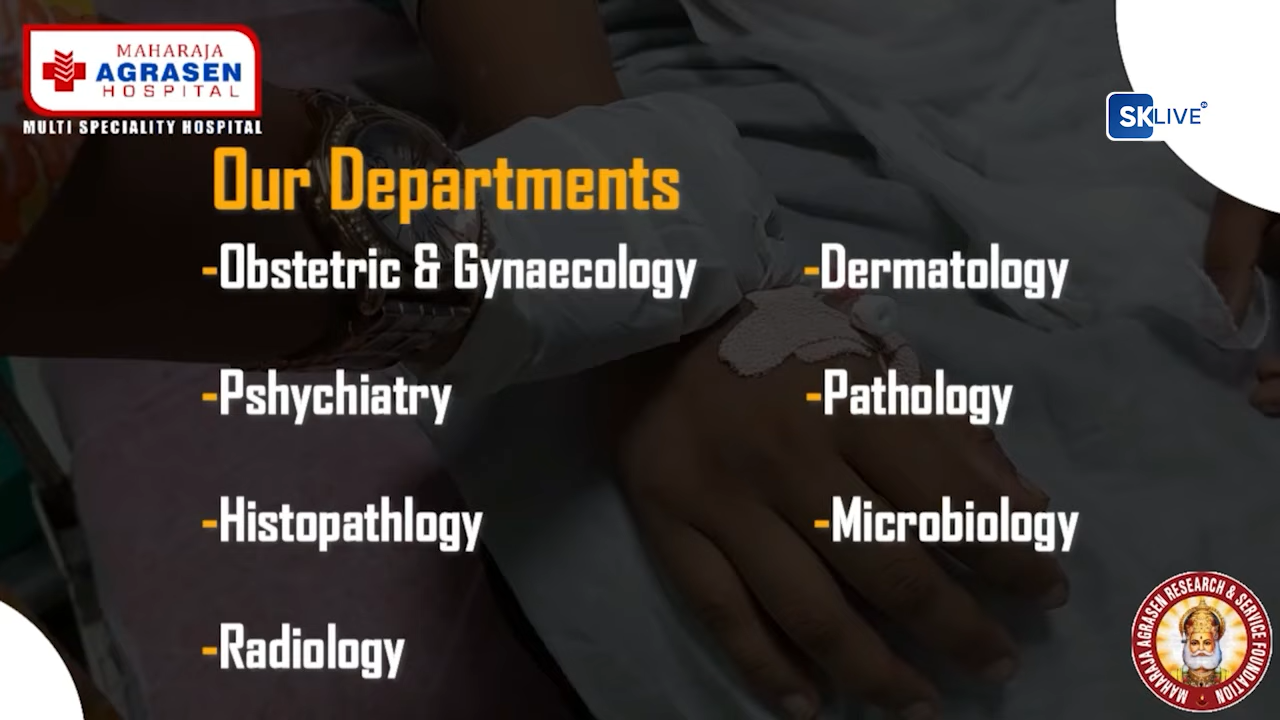 MAHARAJA
AGRASEN
HOSPITAL
MULTI SPECIALITY HOSPITAL
SKLIVE
Our Departments
-Obstetric & Gynaecology
-Dermatology
-Pshychiatry
-Pathology
-Histopathlogy
-Microbiology
-Radiology
MAHARAJA AGRASEN RESEARCH & SERVICE FOUNDATION